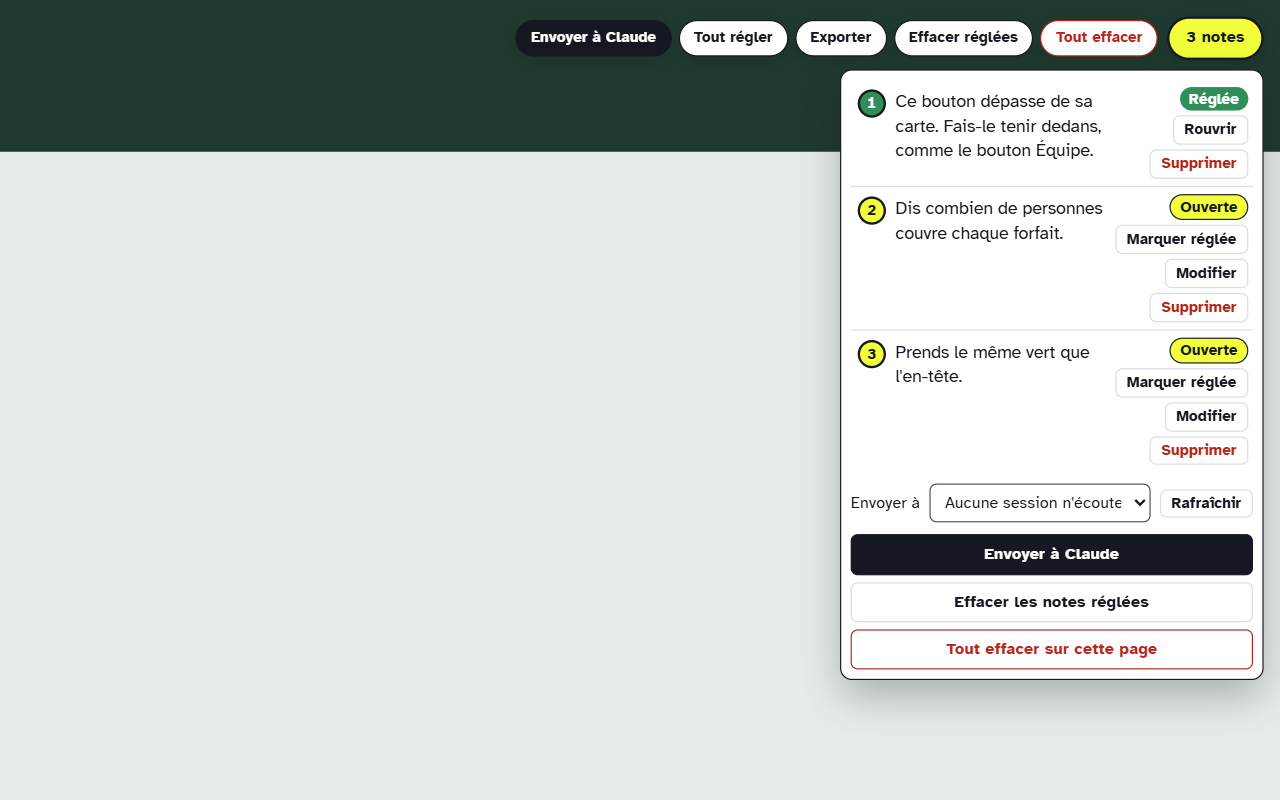 Envoyer à Claude
Tout régler
Exporter
Effacer réglées
Tout effacer
3 notes
1
Ce bouton dépasse de sa
carte. Fais-le tenir dedans,
comme le bouton Équipe.
Réglée
Rouvrir
Supprimer
2
Dis combien de personnes
couvre chaque forfait.
Ouverte
Marquer réglée
Modifier
Supprimer
3
Prends le même vert que
l'en-tête.
Ouverte
Marquer réglée
Modifier
Supprimer
Envoyer à
Aucune session n'écoute
Rafraîchir
Envoyer à Claude
Effacer les notes réglées
Tout effacer sur cette page